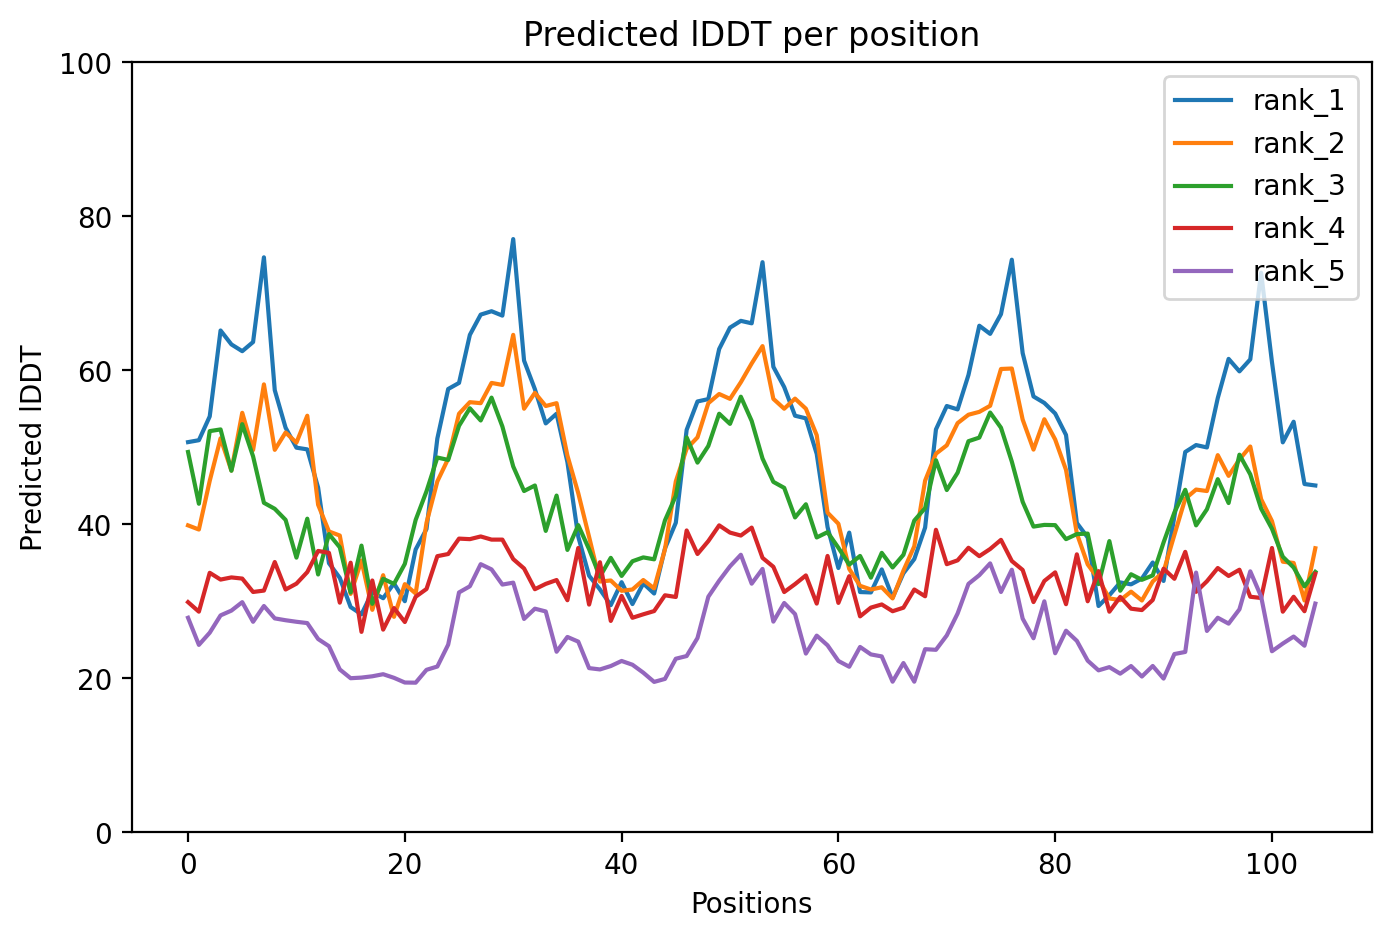 Predicted lDDT per position
100
80
60
40
20
0
Predicted lDDT
0 20 40 60 80 100
Positions
rank_1
rank_2
rank_3
rank_4
rank_5